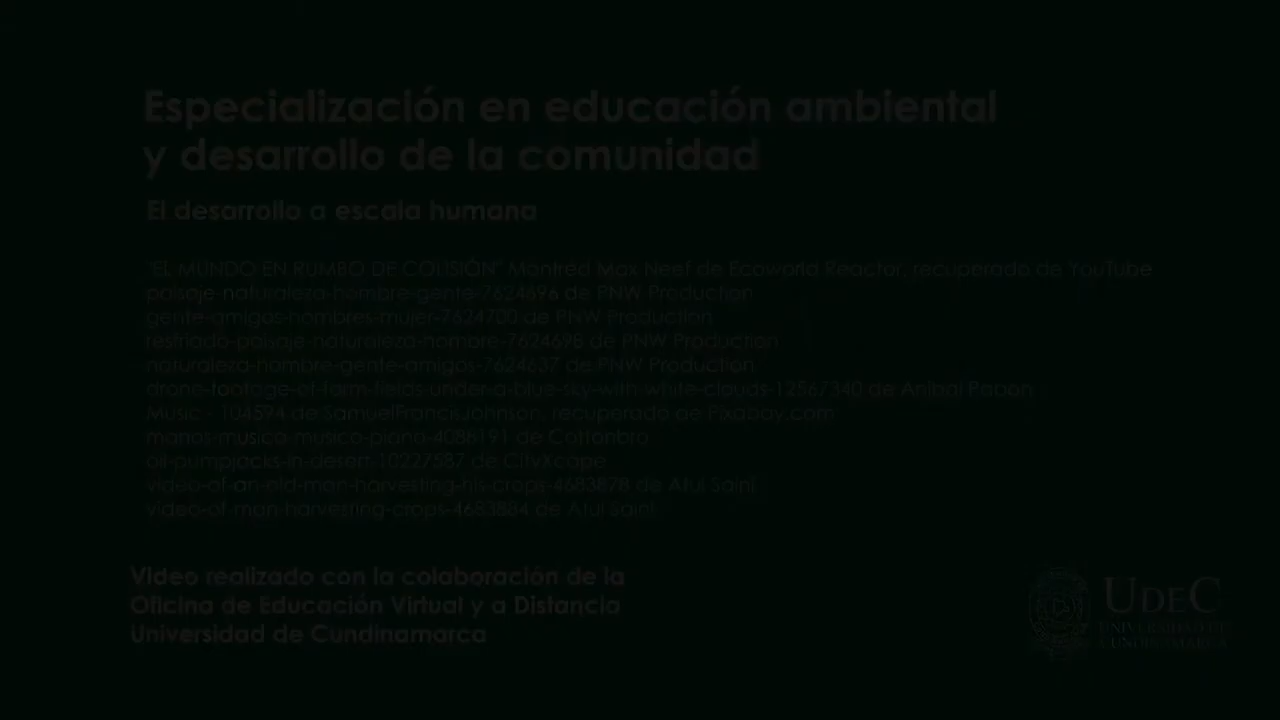 Especialización en educación ambiental
y desarrollo de la comunidad
El desarrollo a escala humana
"EL MUNDO EN RUMBO DE COLISIÓN" Manfred Max Neef de Ecoworld Reactor, recuperado de YouTube
paisaje-naturaleza-hombre-gente-7624696 de PNW Production
gente-amigos-hombres-mujer-7624700 de PNW Production
resfriado-paisaje-naturaleza-hombre-7624698 de PNW Production
naturaleza-hombre-gente-amigos-7624637 de PNW Production
drone-footage-of-farm-fields-under-a-blue-sky-with-white-clouds-12567340 de Anibal Pabon
Music - 104594 de SamuelFrancisJohnson, recuperado de Pixabay.com
manos-musica-musico-piano-4086191 de Cottonbro
oil-pumpjacks-in-desert-10227587 de CityXcape
video-of-an-old-man-harvesting-his-crops-4683878 de Atul Saini
video-of man harvesting-crops-4683884 de Atul Saini
Video realizado con la colaboración de la
Oficina de Educación Virtual y a Distancia
Universidad de Cundinamarca
UDEC
UNIVERSIDAD DE
CUNDINAMARCA